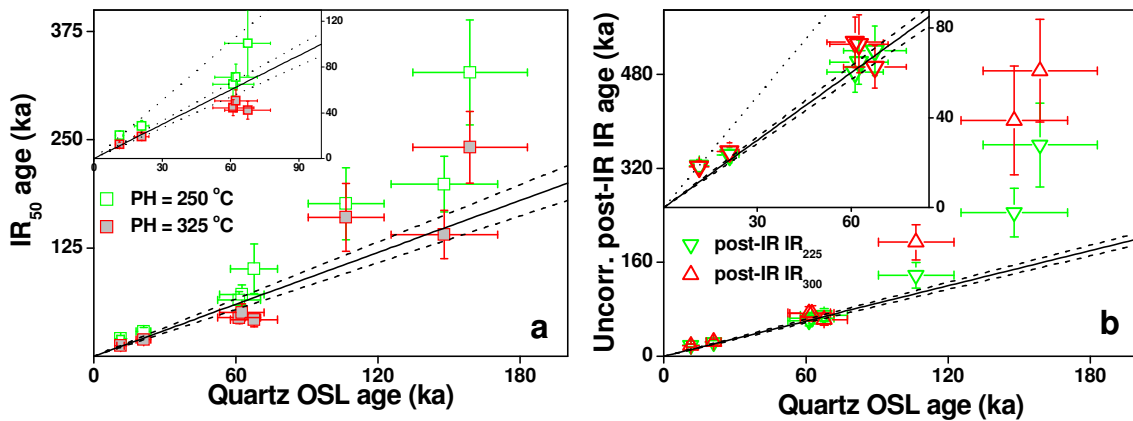 375
250
125
0
60
120
180
IR₅₀ age (ka)
Quartz OSL age (ka)
0
30
60
90
0
40
80
120
PH = 250 °C
PH = 325 °C
a
480
320
160
0
0
60
120
180
Uncorr. post-IR IR age (ka)
Quartz OSL age (ka)
30
60
0
40
80
post-IR IR₂₂₅
post-IR IR₃₀₀
b